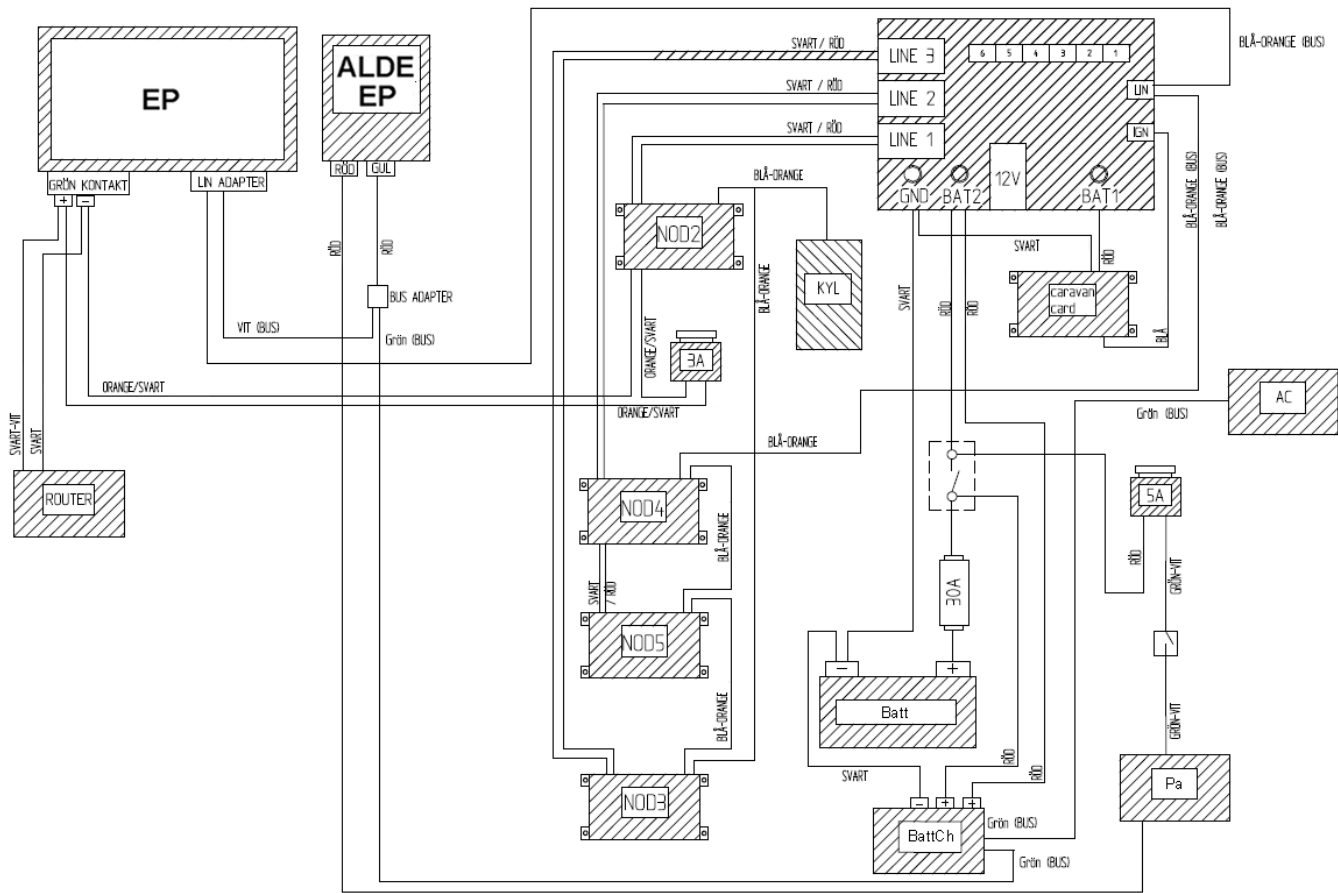 EP
GRÖN KONTAKT
+
-
LIN ADAPTER
ALDE
EP
RÖD
GUL
RÖD
RÖD
BUS ADAPTER
VIT (BUS)
Grön (BUS)
ORANGE/SVART
ORANGE/SVART
ORANGE/SVART
SVART-VIT
SVART
ROUTER
SVART / RÖD
SVART / RÖD
SVART / RÖD
LINE 3
LINE 2
LINE 1
6 5 4 3 2 1
LIN
IGN
GND
BAT2
12V
BAT1
BLÅ-ORANGE (BUS)
BLÅ-ORANGE (BUS)
BLÅ-ORANGE (BUS)
BLÅ-ORANGE
NOD2
KYL
BLÅ-ORANGE
3A
SVART
SVART
RÖD
RÖD
RÖD
caravan
card
BLÅ
AC
Grön (BUS)
BLÅ-ORANGE
NOD4
BLÅ-ORANGE
SVART
/ RÖD
NOD5
BLÅ-ORANGE
NOD3
5A
RÖD
GRÖN-VIT
GRÖN-VIT
30A
-
+
Batt
SVART
RÖD
RÖD
-
+
+
BattCh
Grön (BUS)
Grön (BUS)
Pa